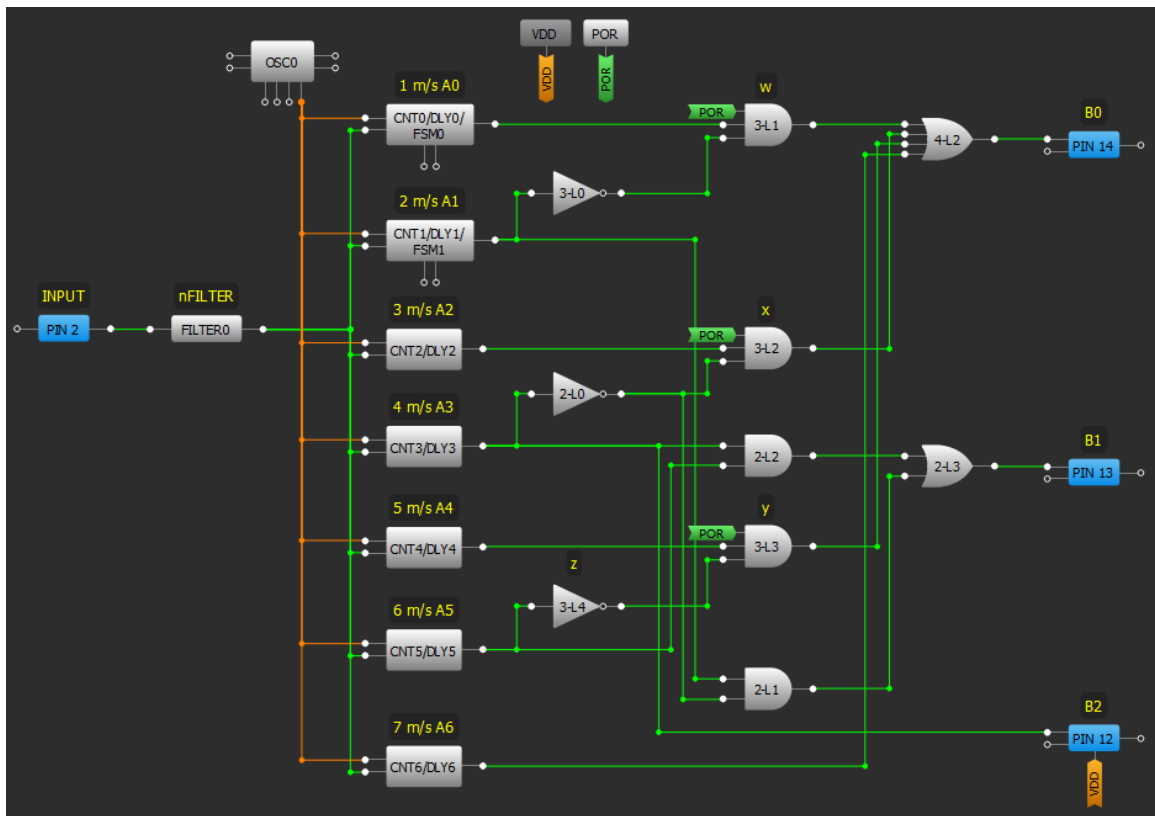 VDD
POR
OSC0
VDD
POR
1 m/s A0
w
CNT0/DLY0/
FSM0
POR
3-L1
4-L2
B0
PIN 14
3-L0
2 m/s A1
CNT1/DLY1/
FSM1
INPUT
nFILTER
PIN 2
FILTER0
3 m/s A2
x
CNT2/DLY2
POR
3-L2
2-L0
4 m/s A3
CNT3/DLY3
2-L2
2-L3
B1
PIN 13
5 m/s A4
y
CNT4/DLY4
POR
3-L3
z
3-L4
6 m/s A5
CNT5/DLY5
2-L1
7 m/s A6
B2
CNT6/DLY6
PIN 12
VDD